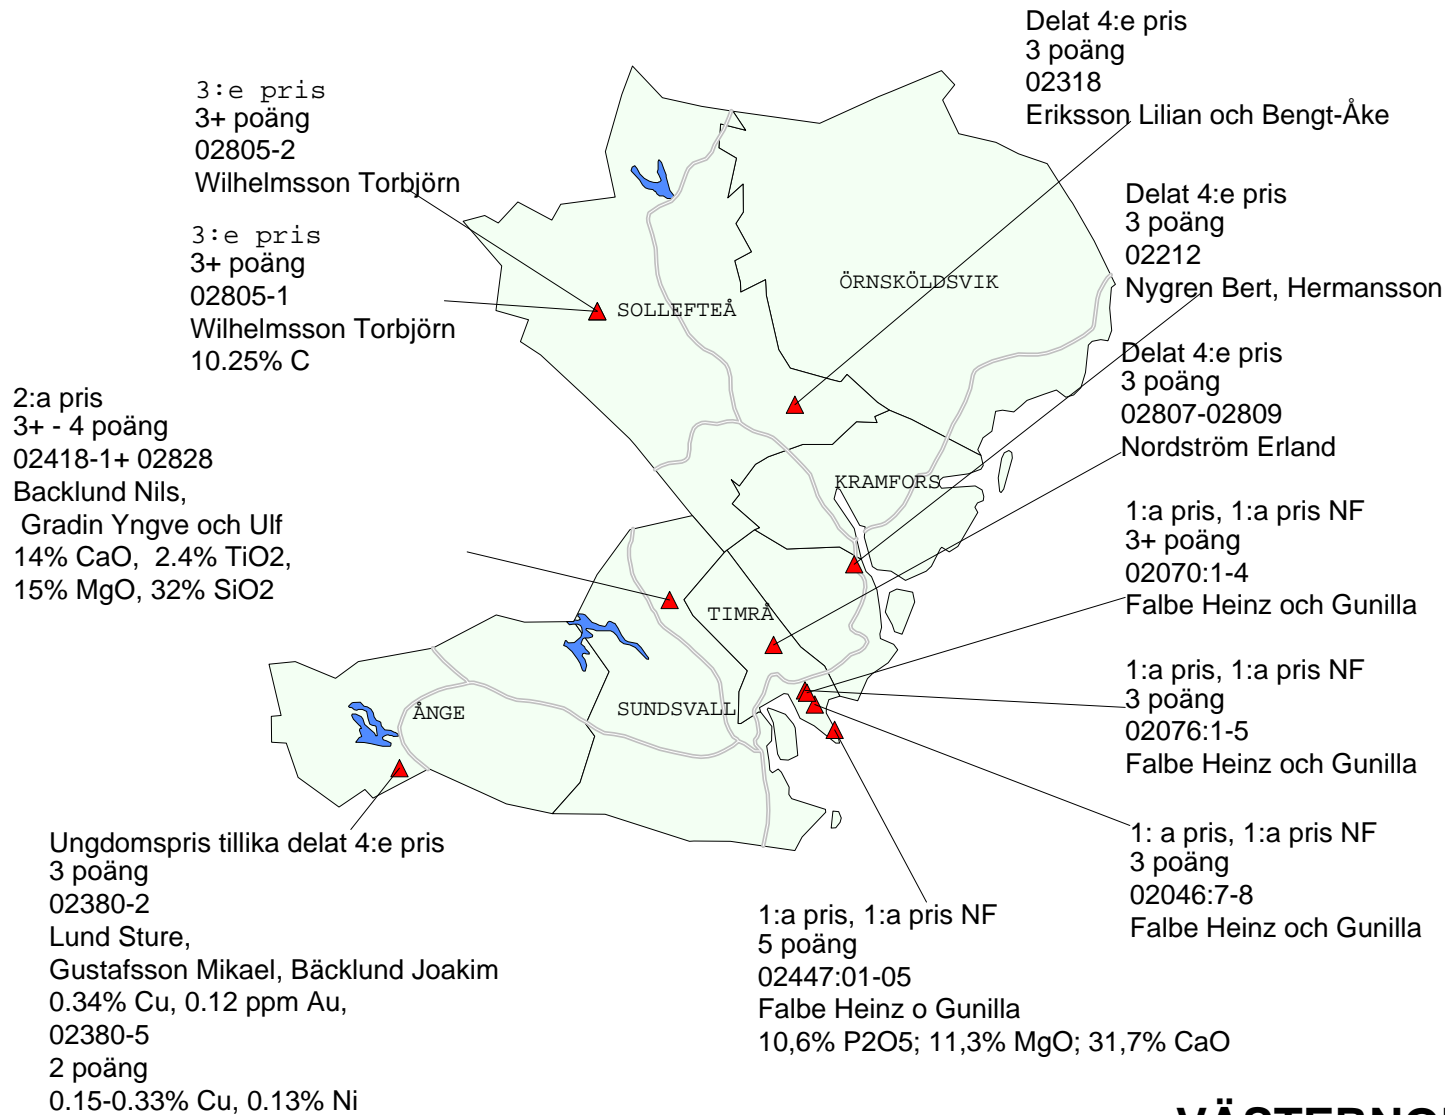 Delat 4:e pris
3 poäng
02318
Eriksson Lilian och Bengt-Åke
3:e pris
3+ poäng
02805-2
Wilhelmsson Torbjörn
Delat 4:e pris
3 poäng
02212
Nygren Bert, Hermansson
3:e pris
3+ poäng
02805-1
Wilhelmsson Torbjörn
10.25% C
ÖRNSKÖLDSVIK
SOLLEFTEÅ
Delat 4:e pris
3 poäng
02807-02809
Nordström Erland
2:a pris
3+ - 4 poäng
02418-1+ 02828
Backlund Nils,
Gradin Yngve och Ulf
14% CaO, 2.4% TiO2,
15% MgO, 32% SiO2
KRAMFORS
1:a pris, 1:a pris NF
3+ poäng
02070:1-4
Falbe Heinz och Gunilla
TIMRÅ
1:a pris, 1:a pris NF
3 poäng
02076:1-5
Falbe Heinz och Gunilla
ÅNGE
SUNDSVALL
1: a pris, 1:a pris NF
3 poäng
02046:7-8
Falbe Heinz och Gunilla
Ungdomspris tillika delat 4:e pris
3 poäng
02380-2
Lund Sture,
Gustafsson Mikael, Bäcklund Joakim
0.34% Cu, 0.12 ppm Au,
02380-5
2 poäng
0.15-0.33% Cu, 0.13% Ni
1:a pris, 1:a pris NF
5 poäng
02447:01-05
Falbe Heinz o Gunilla
10,6% P2O5; 11,3% MgO; 31,7% CaO